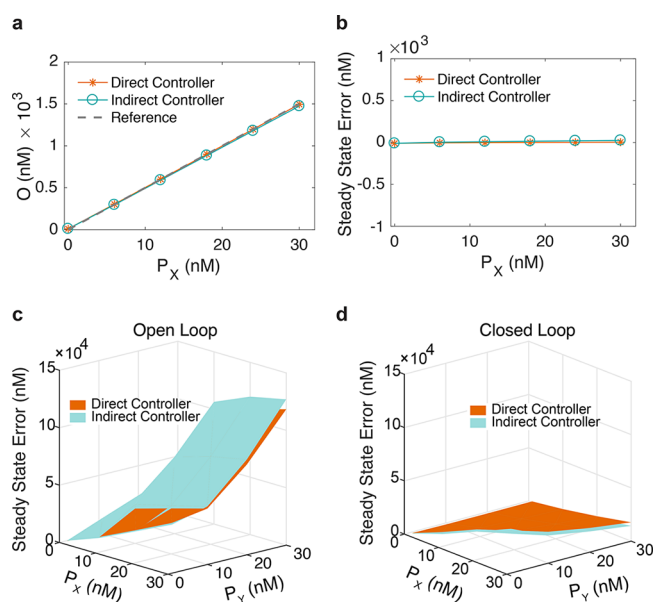 a
O (nM) × 10³
2
1.5
1
0.5
0
Direct Controller
Indirect Controller
Reference
0 10 20 30
P_X (nM)
b
Steady State Error (nM)
×10³
1
0.5
0
-0.5
-1
Direct Controller
Indirect Controller
0 10 20 30
P_X (nM)
c
Open Loop
×10⁴
Steady State Error (nM)
15
10
5
0
Direct Controller
Indirect Controller
0 10 20 30
P_X (nM)
0 10 20 30
P_Y (nM)
d
Closed Loop
×10⁴
Steady State Error (nM)
15
10
5
0
Direct Controller
Indirect Controller
0 10 20 30
P_X (nM)
0 10 20 30
P_Y (nM)